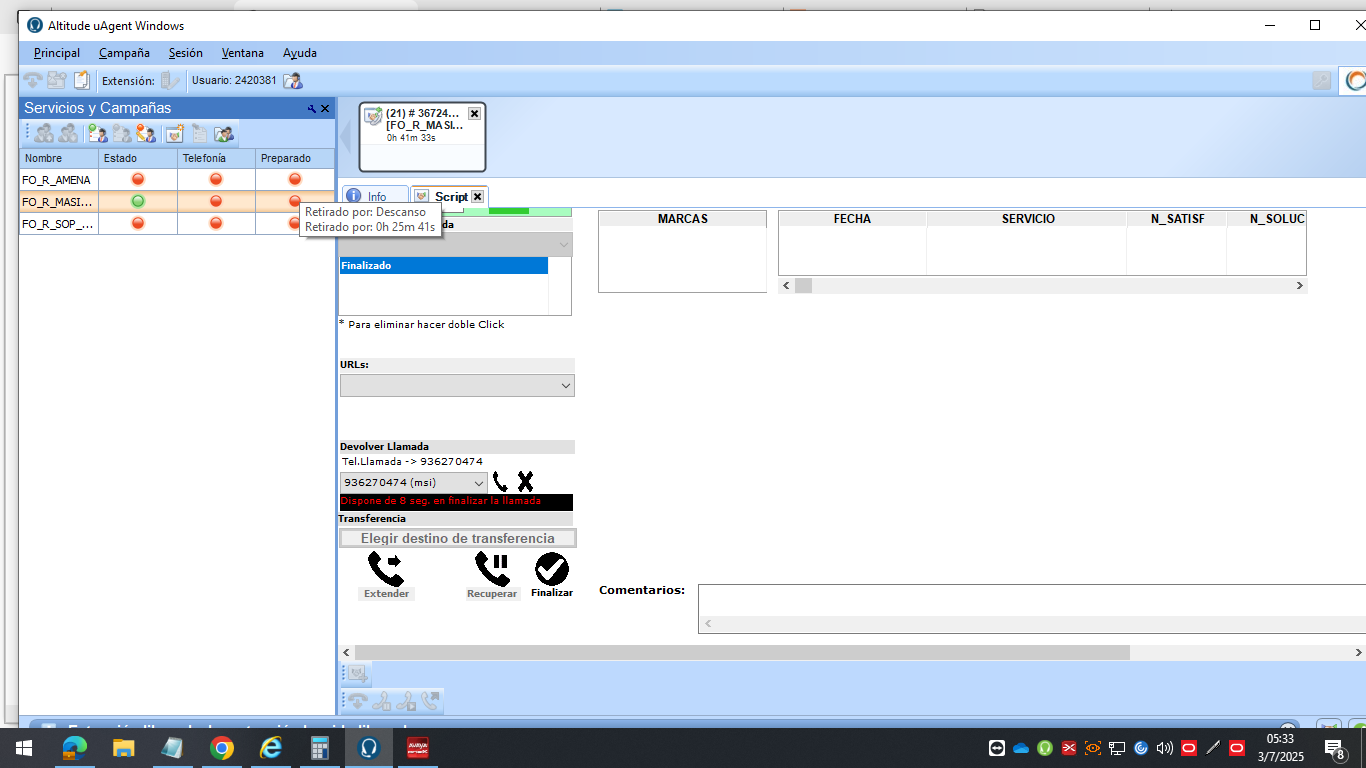 Altitude uAgent Windows
Principal Campaña Sesión Ventana Ayuda
Extensión: Usuario: 2420381
Servicios y Campañas
Nombre Estado Telefonía Preparado
FO_R_AMENA
FO_R_MASI...
FO_R_SOP_...
Retirado por: Descanso
Retirado por: 0h 25m 41s
(21) # 36724...
[FO_R_MASI...
0h 41m 33s
Info Script
Finalizado
* Para eliminar hacer doble Click
URLs:
Devolver Llamada
Tel.Llamada -> 936270474
936270474 (msi)
Dispone de 8 seg. en finalizar la llamada
Transferencia
Elegir destino de transferencia
Extender Recuperar Finalizar
MARCAS
FECHA SERVICIO N_SATISF N_SOLUC
Comentarios:
AVAYA
05:33
3/7/2025
8